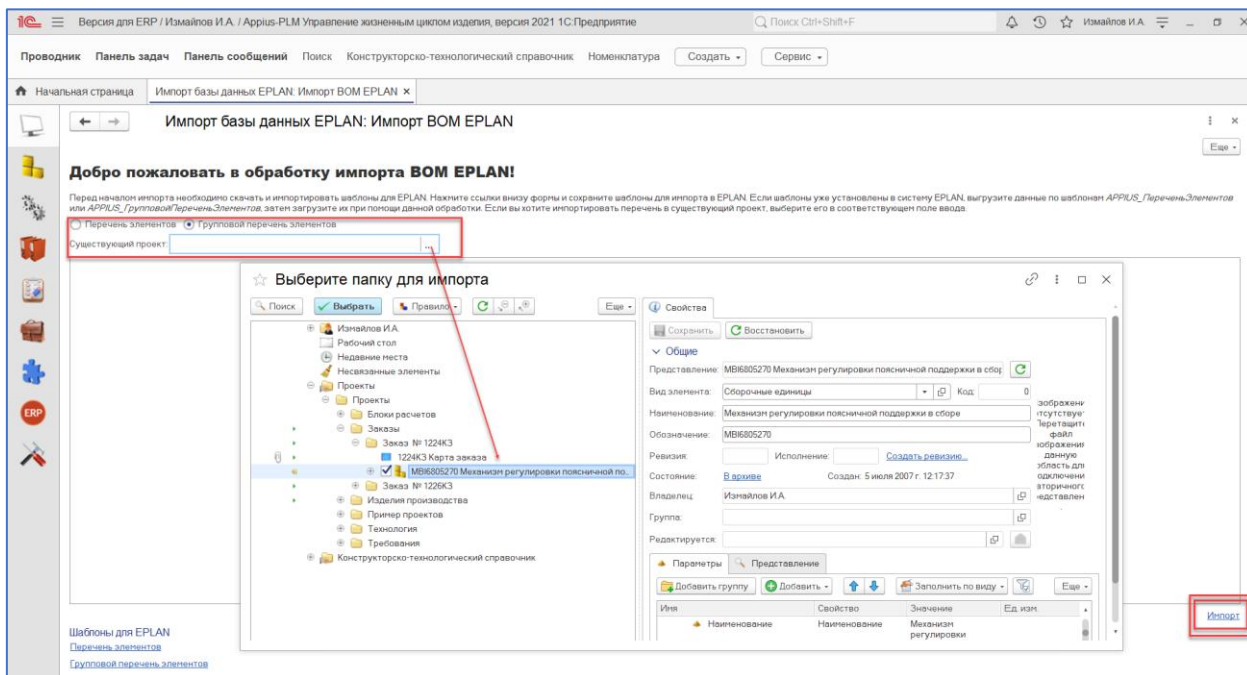 Версия для ERP / Измайлов И.А. / Appius-PLM Управление жизненным циклом изделия, версия 2021 1С:Предприятие
Поиск Ctrl+Shift+F
Измайлов И.А.
Проводник Панель задач Панель сообщений Поиск Конструкторско-технологический справочник Номенклатура Создать Сервис
Начальная страница Импорт базы данных EPLAN: Импорт BOM EPLAN ×
Импорт базы данных EPLAN: Импорт BOM EPLAN
Еще
Добро пожаловать в обработку импорта BOM EPLAN!
Перед началом импорта необходимо скачать и импортировать шаблоны для EPLAN. Нажмите ссылки внизу формы и сохраните шаблоны для импорта в EPLAN. Если шаблоны уже установлены в систему EPLAN, выгрузите данные по шаблонам APPIUS_ПереченьЭлементов
или APPIUS_ГрупповойПереченьЭлементов, затем загрузите их при помощи данной обработки. Если вы хотите импортировать перечень в существующий проект, выберите его в соответствующем поле ввода.
Перечень элементов Групповой перечень элементов
Существующий проект: ...
Выберите папку для импорта
Поиск Выбрать Правило Еще
Измайлов И.А.
Рабочий стол
Недавние места
Несвязанные элементы
Проекты
Проекты
Блоки расчетов
Заказы
Заказ № 1224КЗ
1224КЗ Карта заказа
MBI6805270 Механизм регулировки поясничной по..
Заказ № 1226КЗ
Изделия производства
Пример проектов
Технология
Требования
Конструкторско-технологический справочник
Свойства
Сохранить Восстановить
Общие
Представление: MBI6805270 Механизм регулировки поясничной поддержки в сбор
Вид элемента: Сборочные единицы Код: 0
Наименование: Механизм регулировки поясничной поддержки в сборе
Обозначение: MBI6805270
Ревизия: Исполнение: Создать ревизию...
Состояние: В архиве Создан: 5 июля 2007 г. 12:17:37
Владелец: Измайлов И.А.
Группа:
Редактируется:
файл
данную
область для
Параметры Представление
Добавить группу Добавить Заполнить по виду Еще
Имя Свойство Значение Ед. изм.
Наименование Наименование Механизм
регулировки
Импорт
Шаблоны для EPLAN
Перечень элементов
Групповой перечень элементов